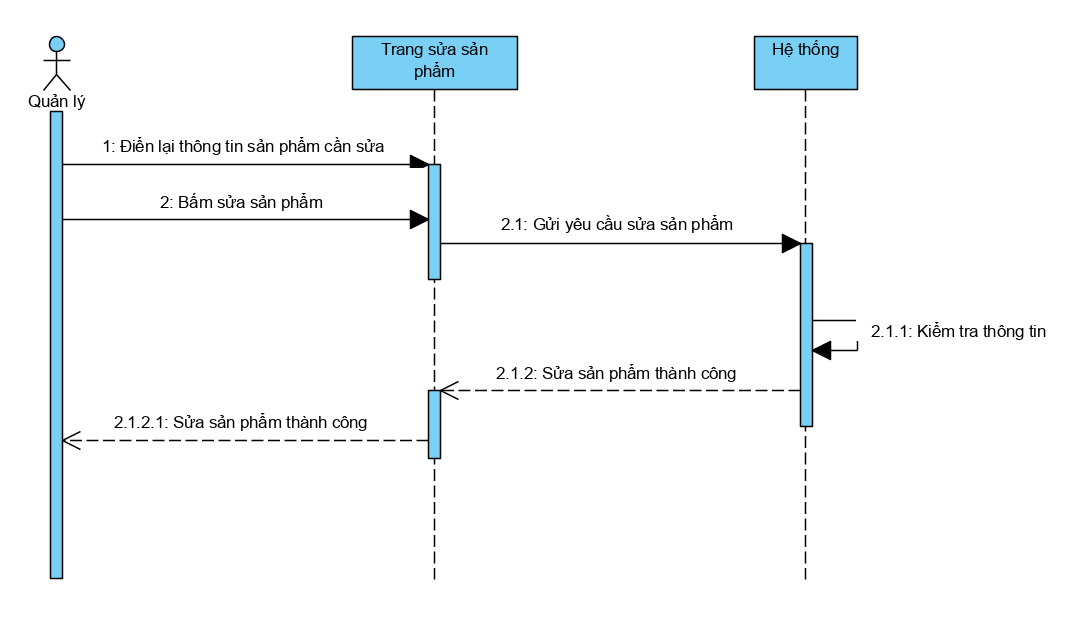 Trang sửa sản
phẩm
Hệ thống
Quản lý
1: Điển lại thông tin sản phẩm cần sửa
2: Bấm sửa sản phẩm
2.1: Gửi yêu cầu sửa sản phẩm
2.1.1: Kiểm tra thông tin
2.1.2: Sửa sản phẩm thành công
2.1.2.1: Sửa sản phẩm thành công